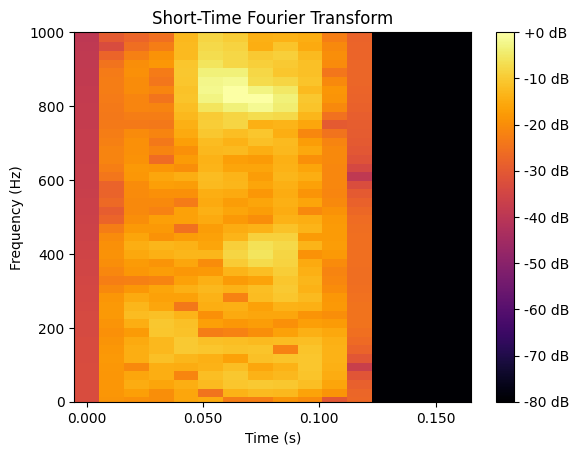 Short-Time Fourier Transform
1000
800
600
400
200
0
Frequency (Hz)
0.000
0.050
0.100
0.150
Time (s)
+0 dB
-10 dB
-20 dB
-30 dB
-40 dB
-50 dB
-60 dB
-70 dB
-80 dB